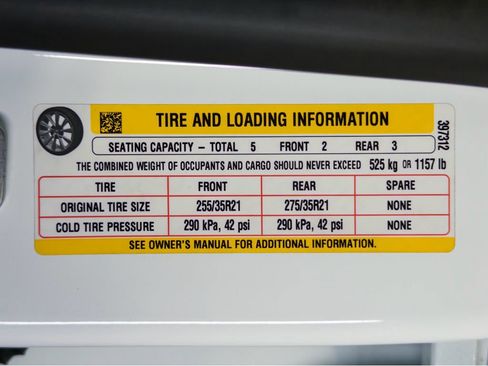 TIRE AND LOADING INFORMATION
SEATING CAPACITY – TOTAL 5 FRONT 2 REAR 3
THE COMBINED WEIGHT OF OCCUPANTS AND CARGO SHOULD NEVER EXCEED 525 kg OR 1157 lb
TIRE FRONT REAR SPARE
ORIGINAL TIRE SIZE 255/35R21 275/35R21 NONE
COLD TIRE PRESSURE 290 kPa, 42 psi 290 kPa, 42 psi NONE
SEE OWNER'S MANUAL FOR ADDITIONAL INFORMATION.
397312